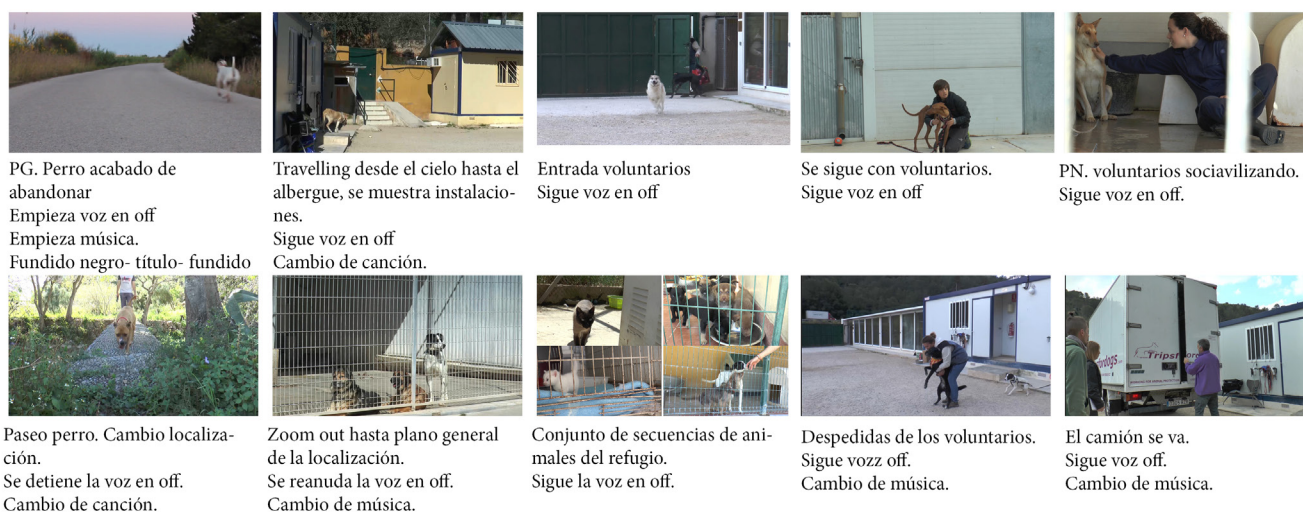 PG. Perro acabado de
abandonar
Empieza voz en off
Empieza música.
Fundido negro- título- fundido
Travelling desde el cielo hasta el
albergue, se muestra instalacio-
nes.
Sigue voz en off
Cambio de canción.
Entrada voluntarios
Sigue voz en off
Se sigue con voluntarios.
Sigue voz en off
PN. voluntarios sociavilizando.
Sigue voz en off.
Paseo perro. Cambio localiza-
ción.
Se detiene la voz en off.
Cambio de canción.
Zoom out hasta plano general
de la localización.
Se reanuda la voz en off.
Cambio de música.
Conjunto de secuencias de ani-
males del refugio.
Sigue la voz en off.
Despedidas de los voluntarios.
Sigue vozz off.
Cambio de música.
El camión se va.
Sigue voz off.
Cambio de música.